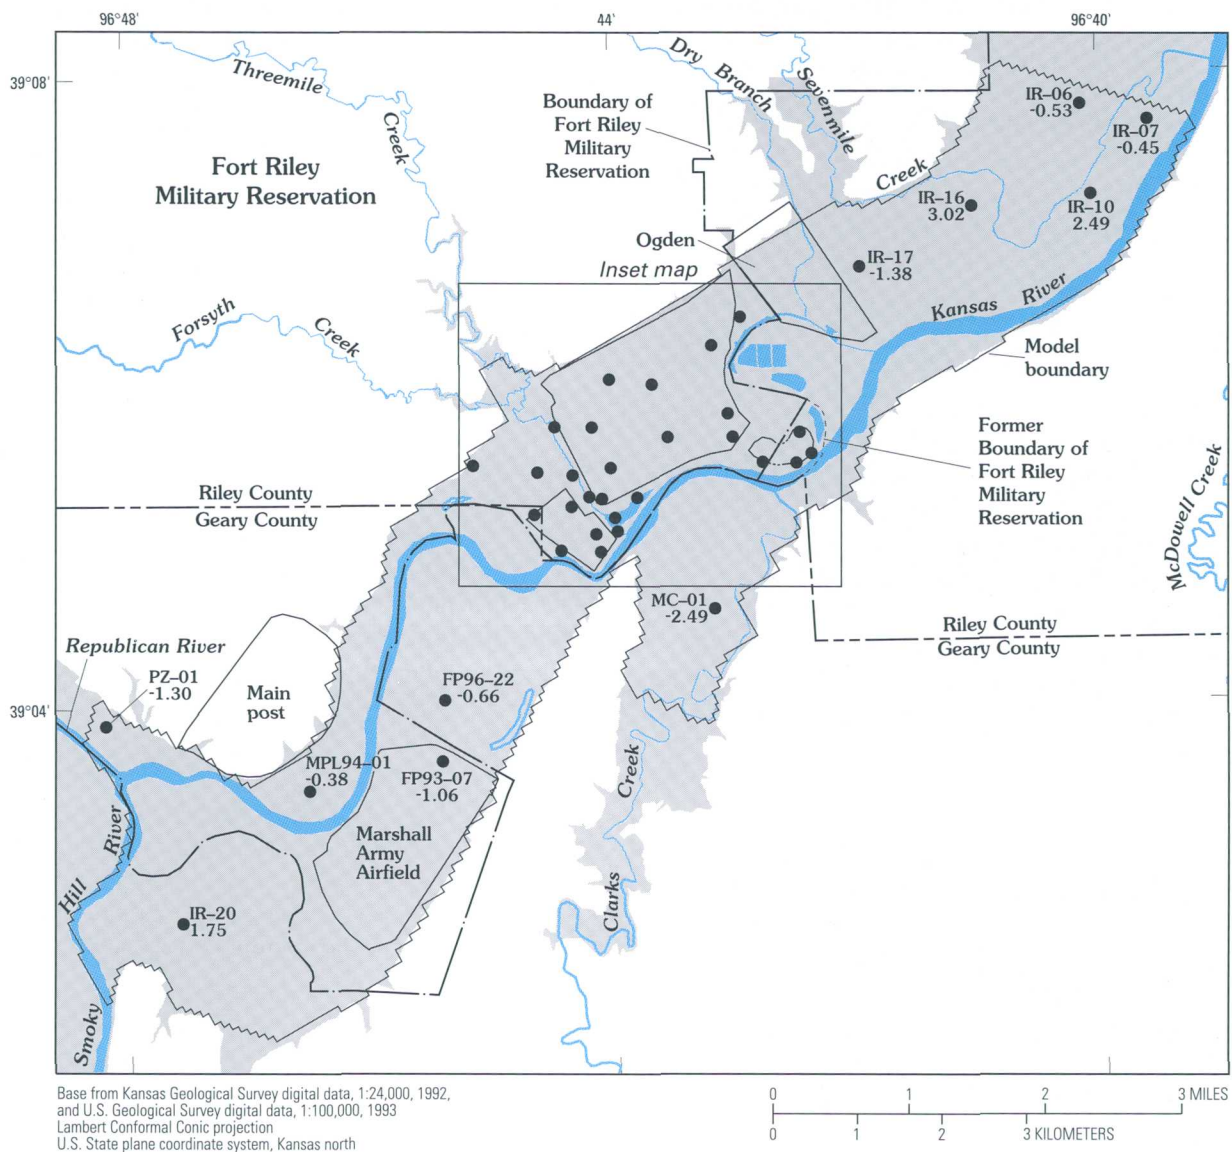 96°48'
44'
96°40'
39°08'
Threemile
Creek
Dry Branch
Sevenmile
Creek
Boundary of
Fort Riley
Military
Reservation
Fort Riley
Military Reservation
IR–06
-0.53
IR–07
-0.45
IR–16
3.02
IR–10
2.49
Ogden
Inset map
IR–17
-1.38
Kansas River
Forsyth
Creek
Model
boundary
Former
Boundary of
Fort Riley
Military
Reservation
McDowell Creek
Riley County
Geary County
MC–01
-2.49
Riley County
Geary County
Republican River
PZ–01
-1.30
Main
post
FP96–22
-0.66
39°04'
MPL94–01
-0.38
FP93–07
-1.06
Marshall
Army
Airfield
Smoky Hill River
IR–20
1.75
Clarks Creek
Base from Kansas Geological Survey digital data, 1:24,000, 1992,
and U.S. Geological Survey digital data, 1:100,000, 1993
Lambert Conformal Conic projection
U.S. State plane coordinate system, Kansas north
0 1 2 3 MILES
0 1 2 3 KILOMETERS